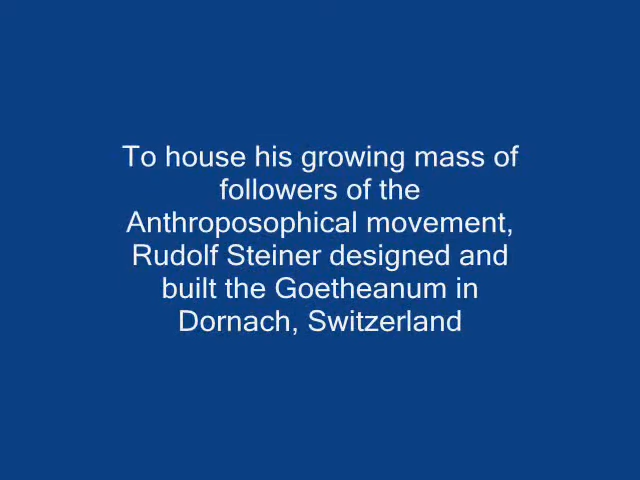 To house his growing mass of
followers of the
Anthroposophical movement,
Rudolf Steiner designed and
built the Goetheanum in
Dornach, Switzerland